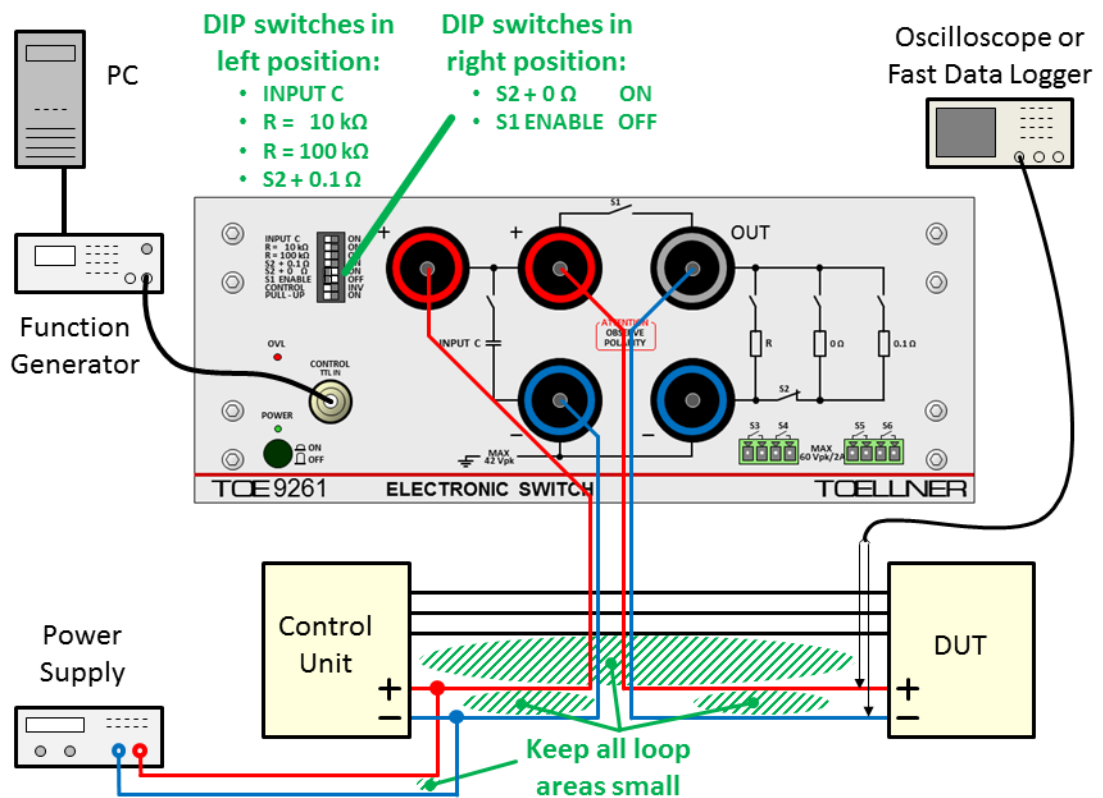 DIP switches in
left position:
• INPUT C
• R = 10 kΩ
• R = 100 kΩ
• S2 + 0.1 Ω
DIP switches in
right position:
• S2 + 0 Ω ON
• S1 ENABLE OFF
Oscilloscope or
Fast Data Logger
PC
Function
Generator
INPUT C ON
R = 10 kΩ ON
R = 100 kΩ ON
S2 + 0.1 Ω ON
S2 + 0 Ω ON
S1 ENABLE OFF
CONTROL INV
PULL - UP ON
+
+
S1
OUT
ATTENTION
OBSERVE
POLARITY
INPUT C
R
0 Ω
0.1 Ω
S2
OVL
CONTROL
TTL IN
POWER
ON
OFF
−
−
MAX
42 Vpk
S3 S4
MAX
60 Vpk/2A
S5 S6
TOE 9261
ELECTRONIC SWITCH
TOELLNER
Control
Unit
+
−
DUT
+
−
Power
Supply
Keep all loop
areas small